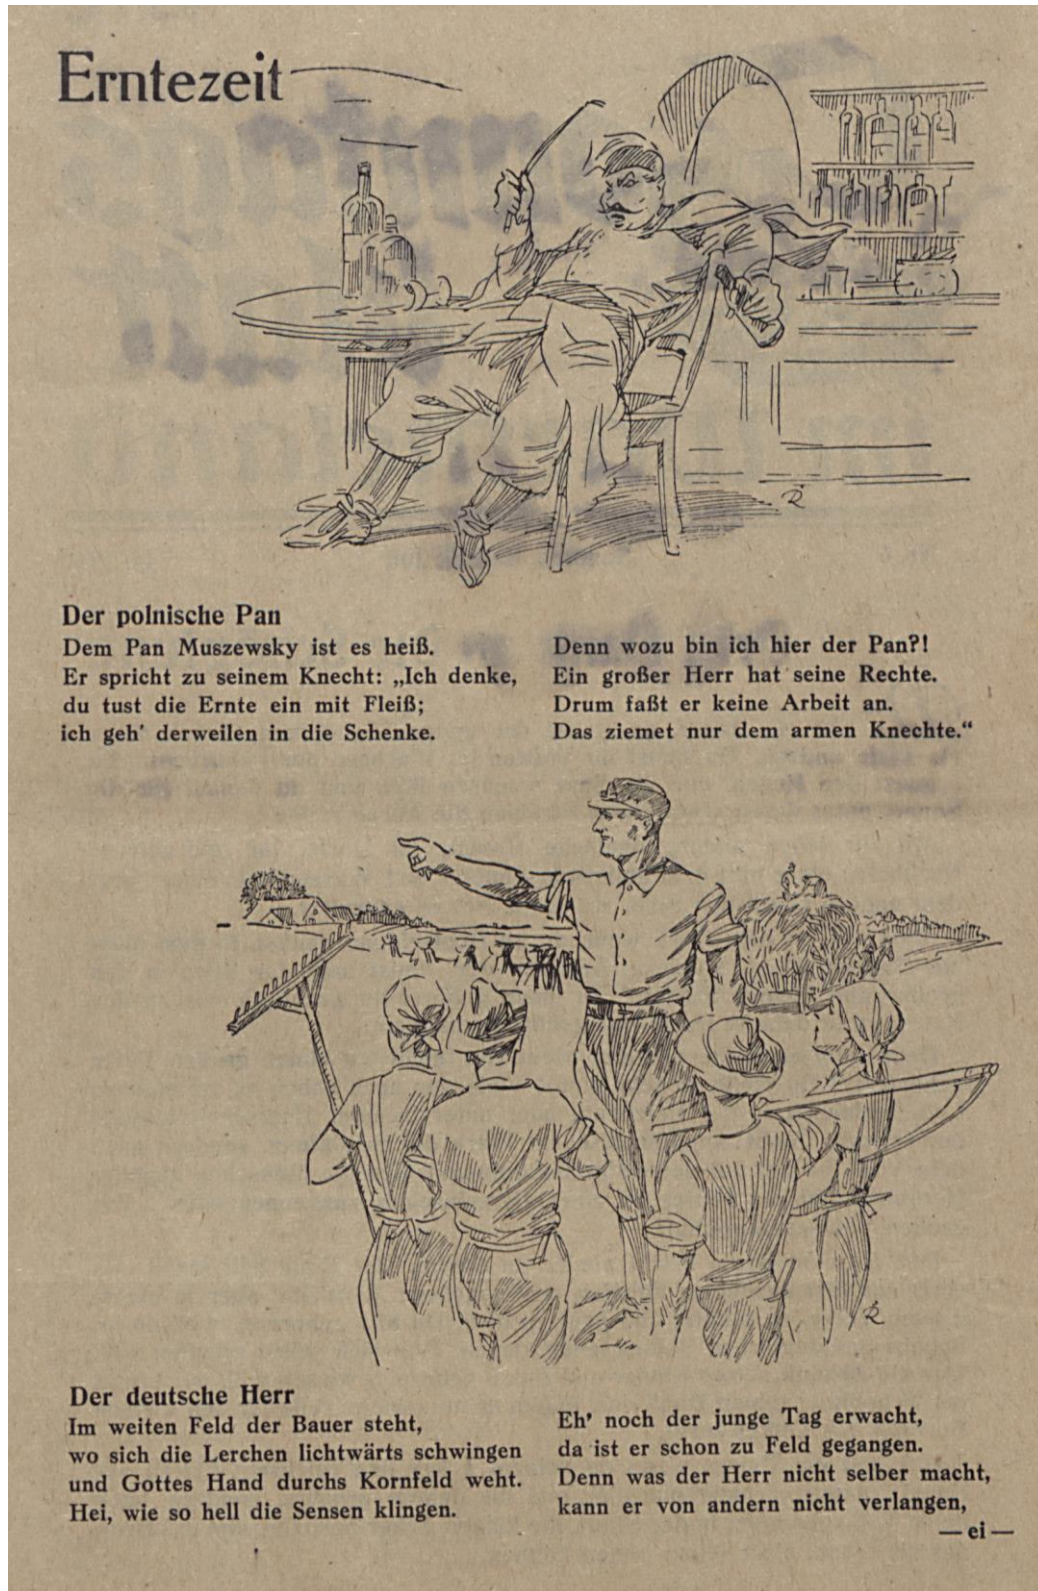 Erntezeit
Der polnische Pan
Dem Pan Muszewsky ist es heiß.
Er spricht zu seinem Knecht: „Ich denke,
du tust die Ernte ein mit Fleiß;
ich geh' derweilen in die Schenke.
Denn wozu bin ich hier der Pan?!
Ein großer Herr hat seine Rechte.
Drum faßt er keine Arbeit an.
Das ziemet nur dem armen Knechte.“
Der deutsche Herr
Im weiten Feld der Bauer steht,
wo sich die Lerchen lichtwärts schwingen
und Gottes Hand durchs Kornfeld weht.
Hei, wie so hell die Sensen klingen.
Eh' noch der junge Tag erwacht,
da ist er schon zu Feld gegangen.
Denn was der Herr nicht selber macht,
kann er von andern nicht verlangen,
— ei —